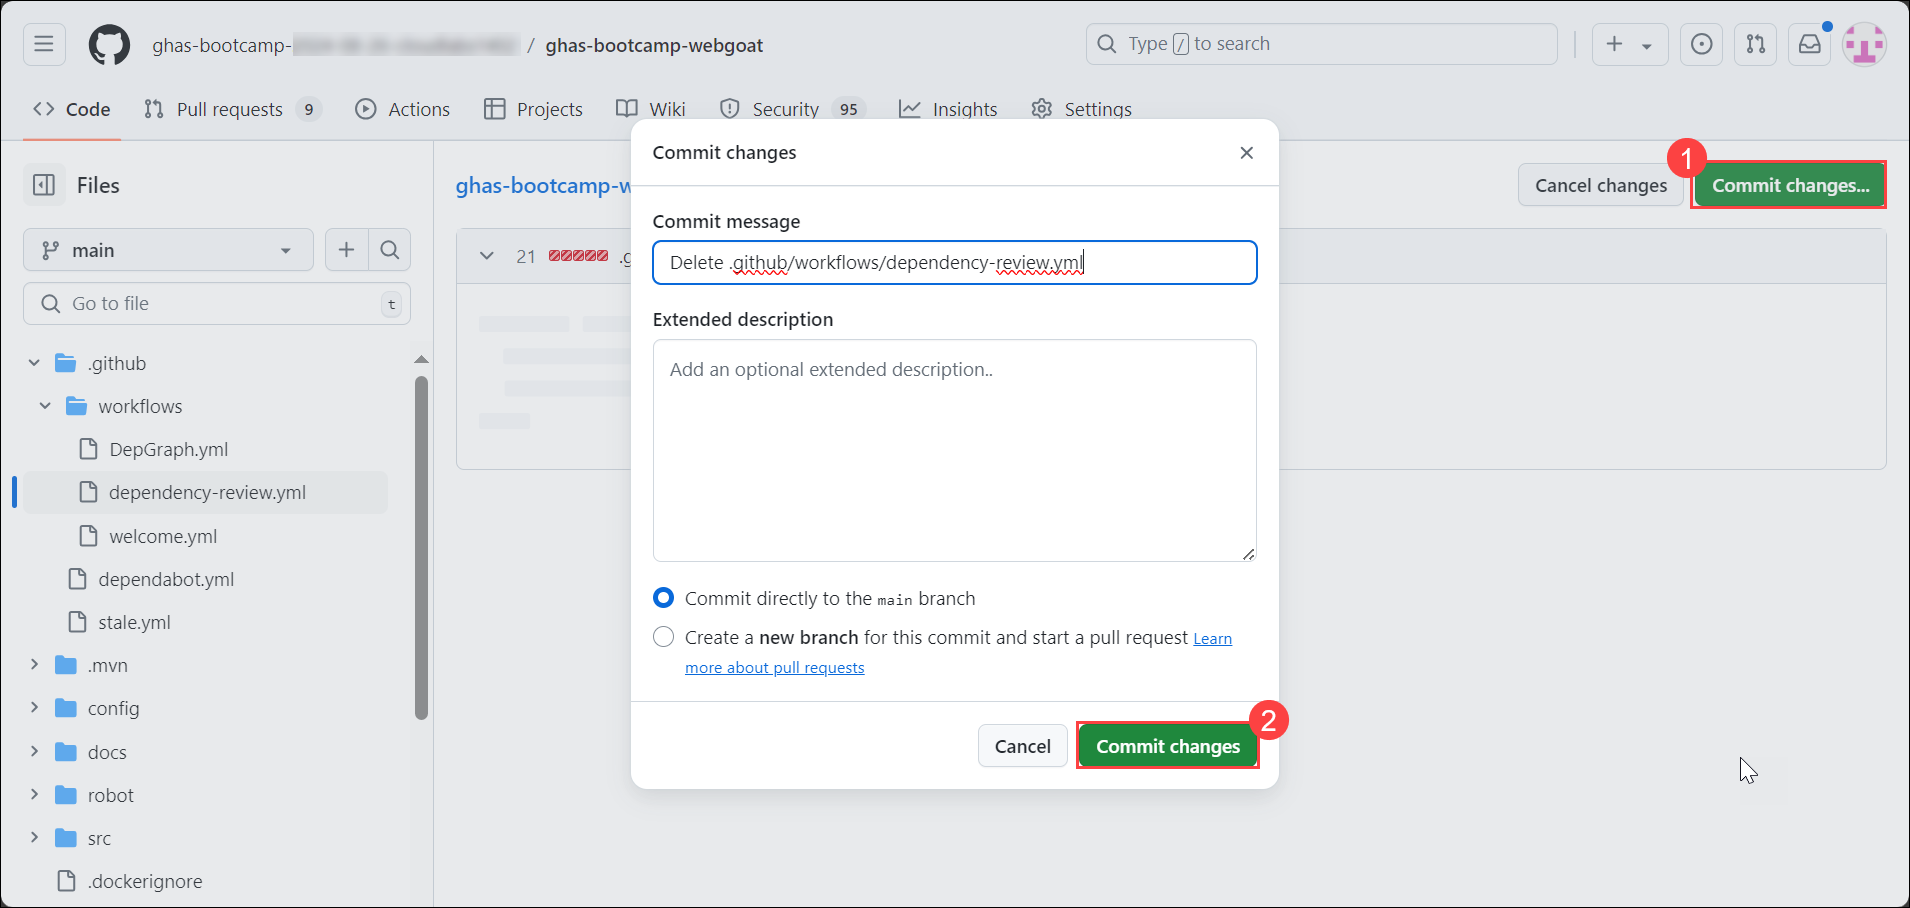 ghas-bootcamp- / ghas-bootcamp-webgoat
Type / to search
Code
Pull requests 9
Actions
Projects
Wiki
Security 95
Insights
Settings
Files
main
Go to file
t
.github
workflows
DepGraph.yml
dependency-review.yml
welcome.yml
dependabot.yml
stale.yml
.mvn
config
docs
robot
src
.dockerignore
ghas-bootcamp-w
Cancel changes
1
Commit changes...
21
.g
Commit changes
Commit message
Delete .github/workflows/dependency-review.yml
Extended description
Add an optional extended description..
Commit directly to the main branch
Create a new branch for this commit and start a pull request Learn
more about pull requests
Cancel
Commit changes
2